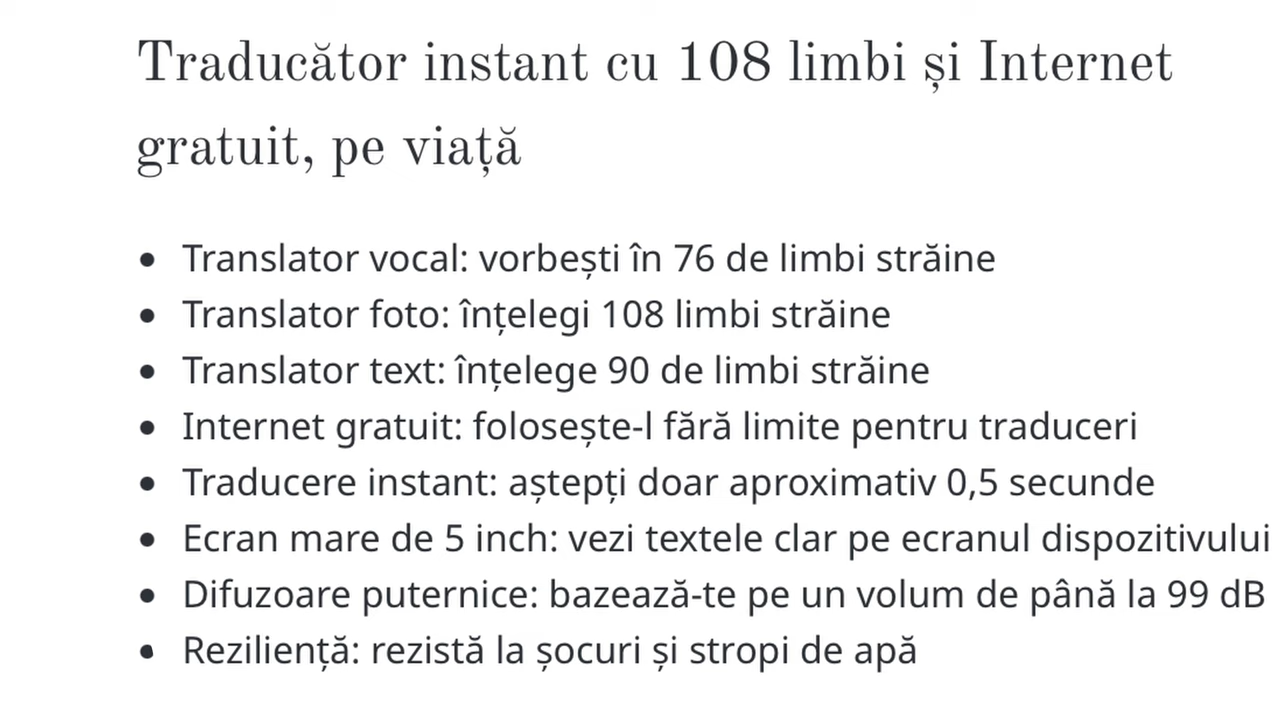 Traducător instant cu 108 limbi și Internet
gratuit, pe viață
• Translator vocal: vorbești în 76 de limbi străine
• Translator foto: înțelegi 108 limbi străine
• Translator text: înțelege 90 de limbi străine
• Internet gratuit: folosește-l fără limite pentru traduceri
• Traducere instant: aștepți doar aproximativ 0,5 secunde
• Ecran mare de 5 inch: vezi textele clar pe ecranul dispozitivului
• Difuzoare puternice: bazează-te pe un volum de până la 99 dB
• Reziliență: rezistă la șocuri și stropi de apă